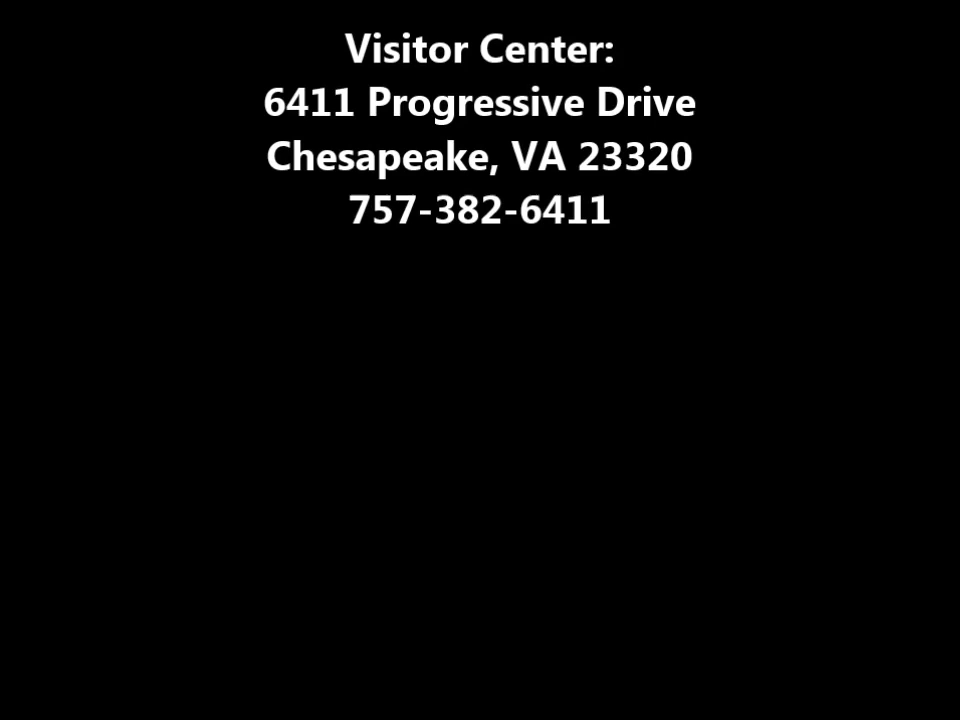 Visitor Center:
6411 Progressive Drive
Chesapeake, VA 23320
757-382-6411